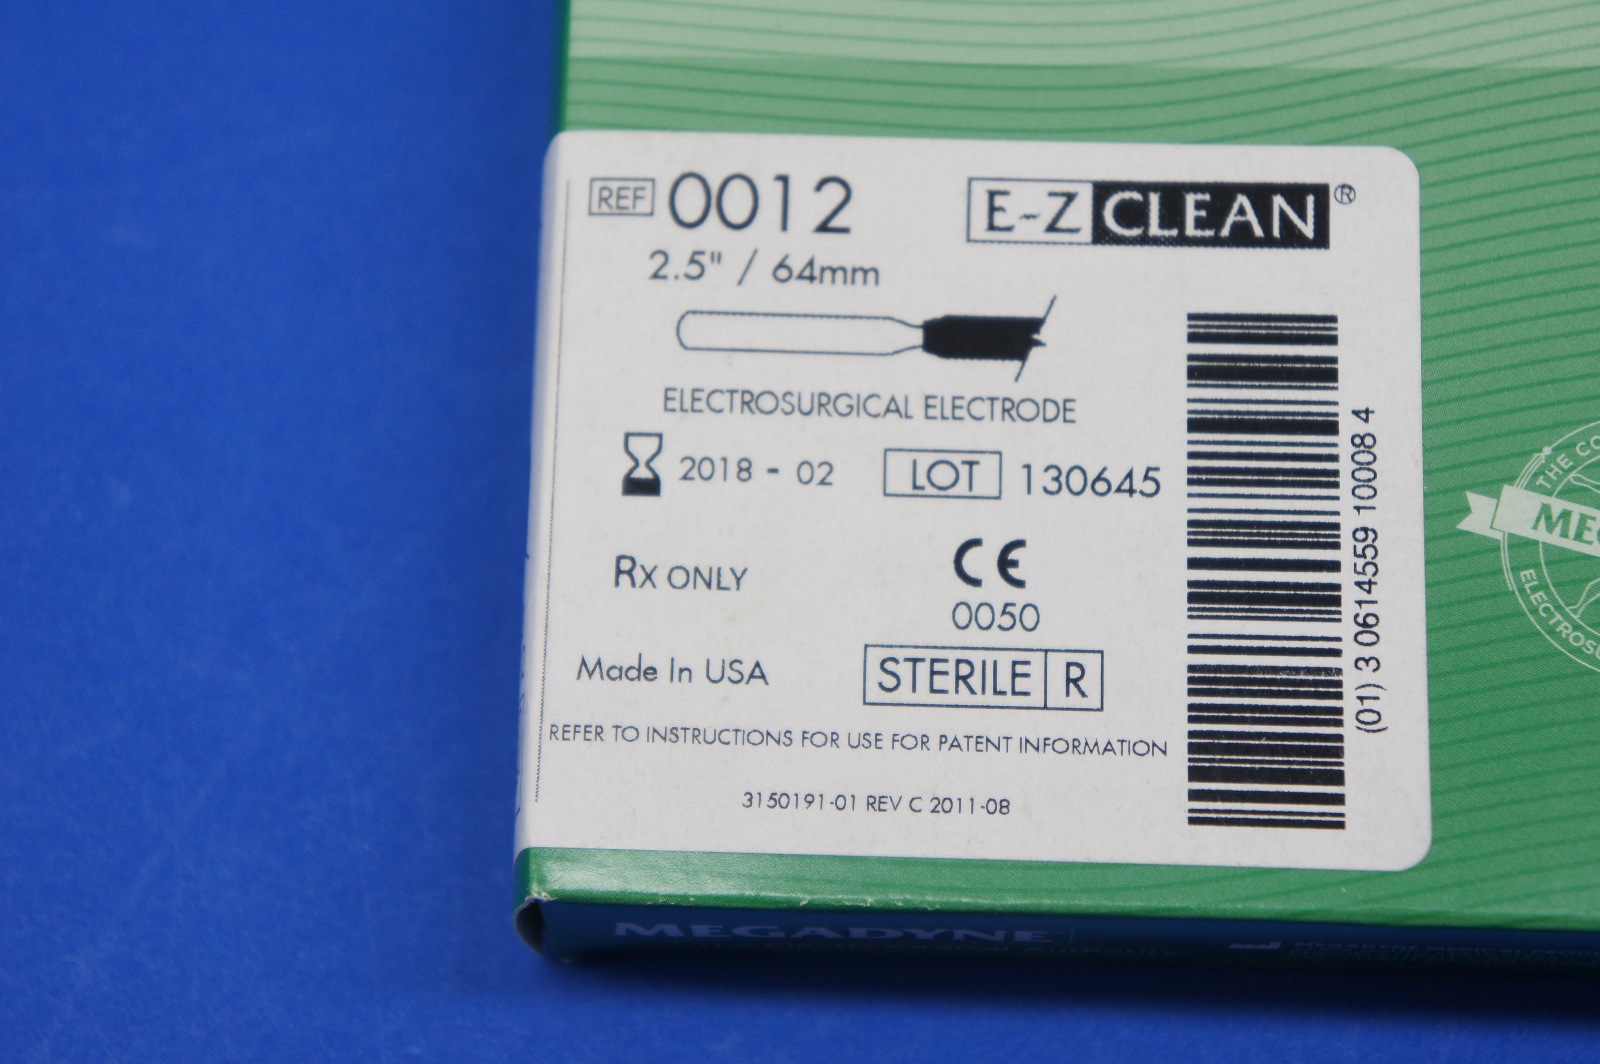 REF 0012
E-Z CLEAN®
2.5" / 64mm
ELECTROSURGICAL ELECTRODE
2018 - 02
LOT 130645
RX ONLY
CE
0050
Made In USA
STERILE R
REFER TO INSTRUCTIONS FOR USE FOR PATENT INFORMATION
3150191-01 REV C 2011-08
(01) 3 0614559 10008 4
THE
MEGADYNE